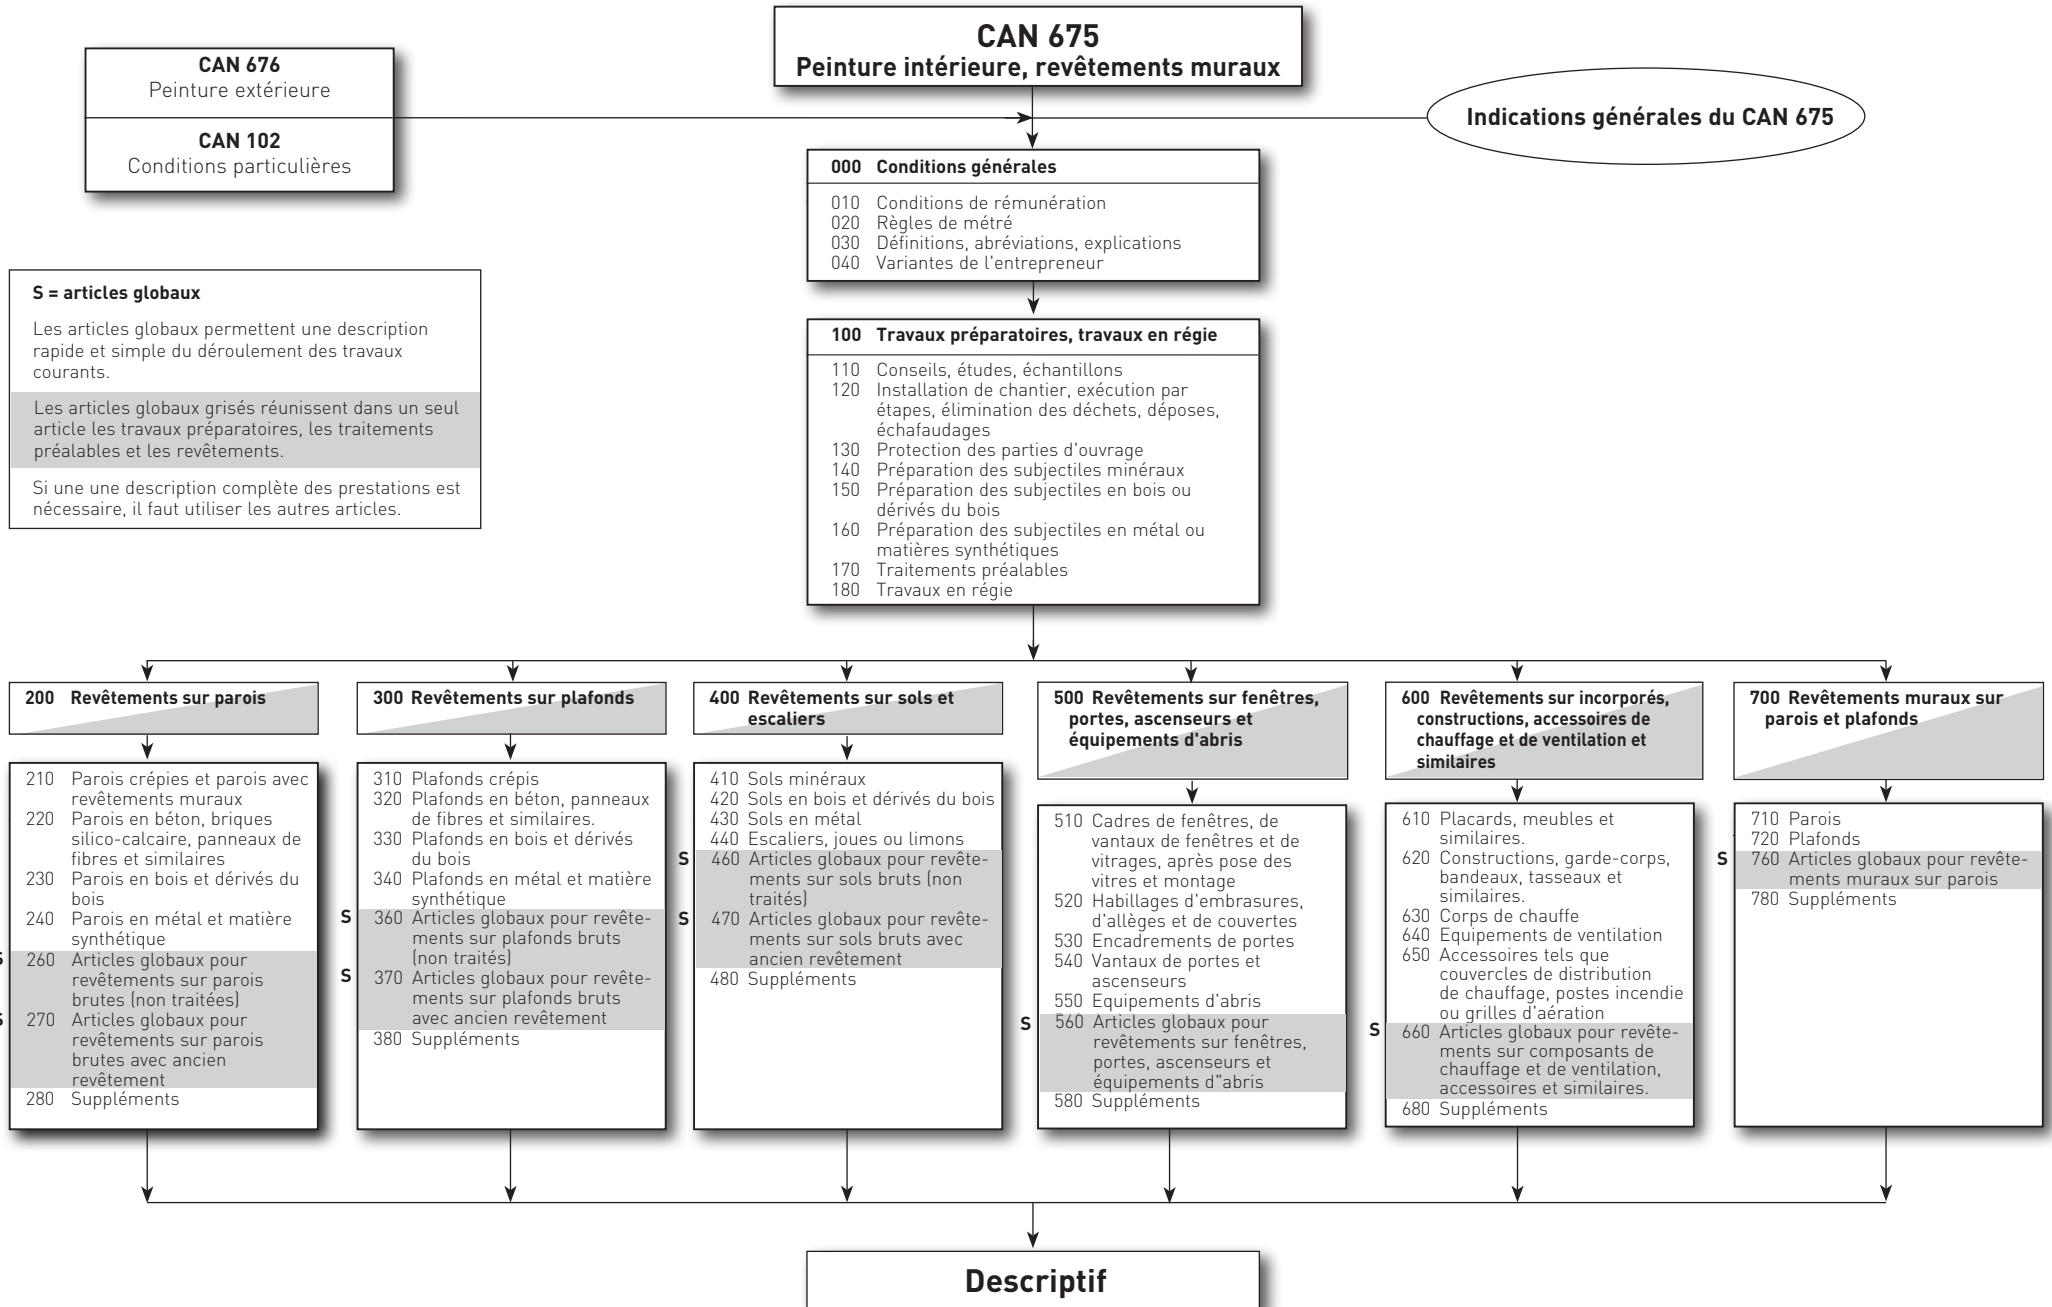 CAN 675
Peinture intérieure, revêtements muraux
CAN 676
Peinture extérieure
CAN 102
Conditions particulières
Indications générales du CAN 675
000 Conditions générales
010 Conditions de rémunération
020 Règles de métré
030 Définitions, abréviations, explications
040 Variantes de l'entrepreneur
S = articles globaux
Les articles globaux permettent une description
rapide et simple du déroulement des travaux
courants.
Les articles globaux grisés réunissent dans un seul
article les travaux préparatoires, les traitements
préalables et les revêtements.
Si une une description complète des prestations est
nécessaire, il faut utiliser les autres articles.
100 Travaux préparatoires, travaux en régie
110 Conseils, études, échantillons
120 Installation de chantier, exécution par
étapes, élimination des déchets, déposes,
échafaudages
130 Protection des parties d'ouvrage
140 Préparation des subjectiles minéraux
150 Préparation des subjectiles en bois ou
dérivés du bois
160 Préparation des subjectiles en métal ou
matières synthétiques
170 Traitements préalables
180 Travaux en régie
200 Revêtements sur parois
210 Parois crépies et parois avec
revêtements muraux
220 Parois en béton, briques
silico-calcaire, panneaux de
fibres et similaires
230 Parois en bois et dérivés du
bois
240 Parois en métal et matière
synthétique
S 260 Articles globaux pour
revêtements sur parois
brutes (non traitées)
S 270 Articles globaux pour
revêtements sur parois
brutes avec ancien
revêtement
280 Suppléments
300 Revêtements sur plafonds
310 Plafonds crépis
320 Plafonds en béton, panneaux
de fibres et similaires.
330 Plafonds en bois et dérivés
du bois
340 Plafonds en métal et matière
synthétique
S 360 Articles globaux pour revête-
ments sur plafonds bruts
(non traités)
S 370 Articles globaux pour revête-
ments sur plafonds bruts
avec ancien revêtement
380 Suppléments
400 Revêtements sur sols et
escaliers
410 Sols minéraux
420 Sols en bois et dérivés du bois
430 Sols en métal
440 Escaliers, joues ou limons
S 460 Articles globaux pour revête-
ments sur sols bruts (non
traités)
S 470 Articles globaux pour revête-
ments sur sols bruts avec
ancien revêtement
480 Suppléments
500 Revêtements sur fenêtres,
portes, ascenseurs et
équipements d'abris
510 Cadres de fenêtres, de
vantaux de fenêtres et de
vitrages, après pose des
vitres et montage
520 Habillages d'embrasures,
d'allèges et de couvertes
530 Encadrements de portes
540 Vantaux de portes et
ascenseurs
550 Equipements d'abris
S 560 Articles globaux pour
revêtements sur fenêtres,
portes, ascenseurs et
équipements d"abris
580 Suppléments
600 Revêtements sur incorporés,
constructions, accessoires de
chauffage et de ventilation et
similaires
610 Placards, meubles et
similaires.
620 Constructions, garde-corps,
bandeaux, tasseaux et
similaires.
630 Corps de chauffe
640 Equipements de ventilation
650 Accessoires tels que
couvercles de distribution
de chauffage, postes incendie
ou grilles d'aération
S 660 Articles globaux pour revête-
ments sur composants de
chauffage et de ventilation,
accessoires et similaires.
680 Suppléments
700 Revêtements muraux sur
parois et plafonds
710 Parois
720 Plafonds
S 760 Articles globaux pour revête-
ments muraux sur parois
780 Suppléments
Descriptif